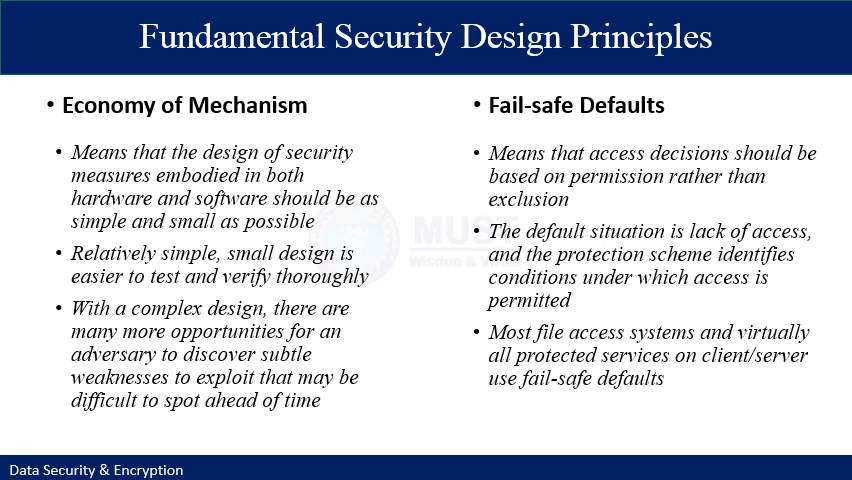 Fundamental Security Design Principles
• Economy of Mechanism
• Means that the design of security
measures embodied in both
hardware and software should be as
simple and small as possible
• Relatively simple, small design is
easier to test and verify thoroughly
• With a complex design, there are
many more opportunities for an
adversary to discover subtle
weaknesses to exploit that may be
difficult to spot ahead of time
• Fail-safe Defaults
• Means that access decisions should be
based on permission rather than
exclusion
• The default situation is lack of access,
and the protection scheme identifies
conditions under which access is
permitted
• Most file access systems and virtually
all protected services on client/server
use fail-safe defaults
MUST
Wisdom &
Data Security & Encryption